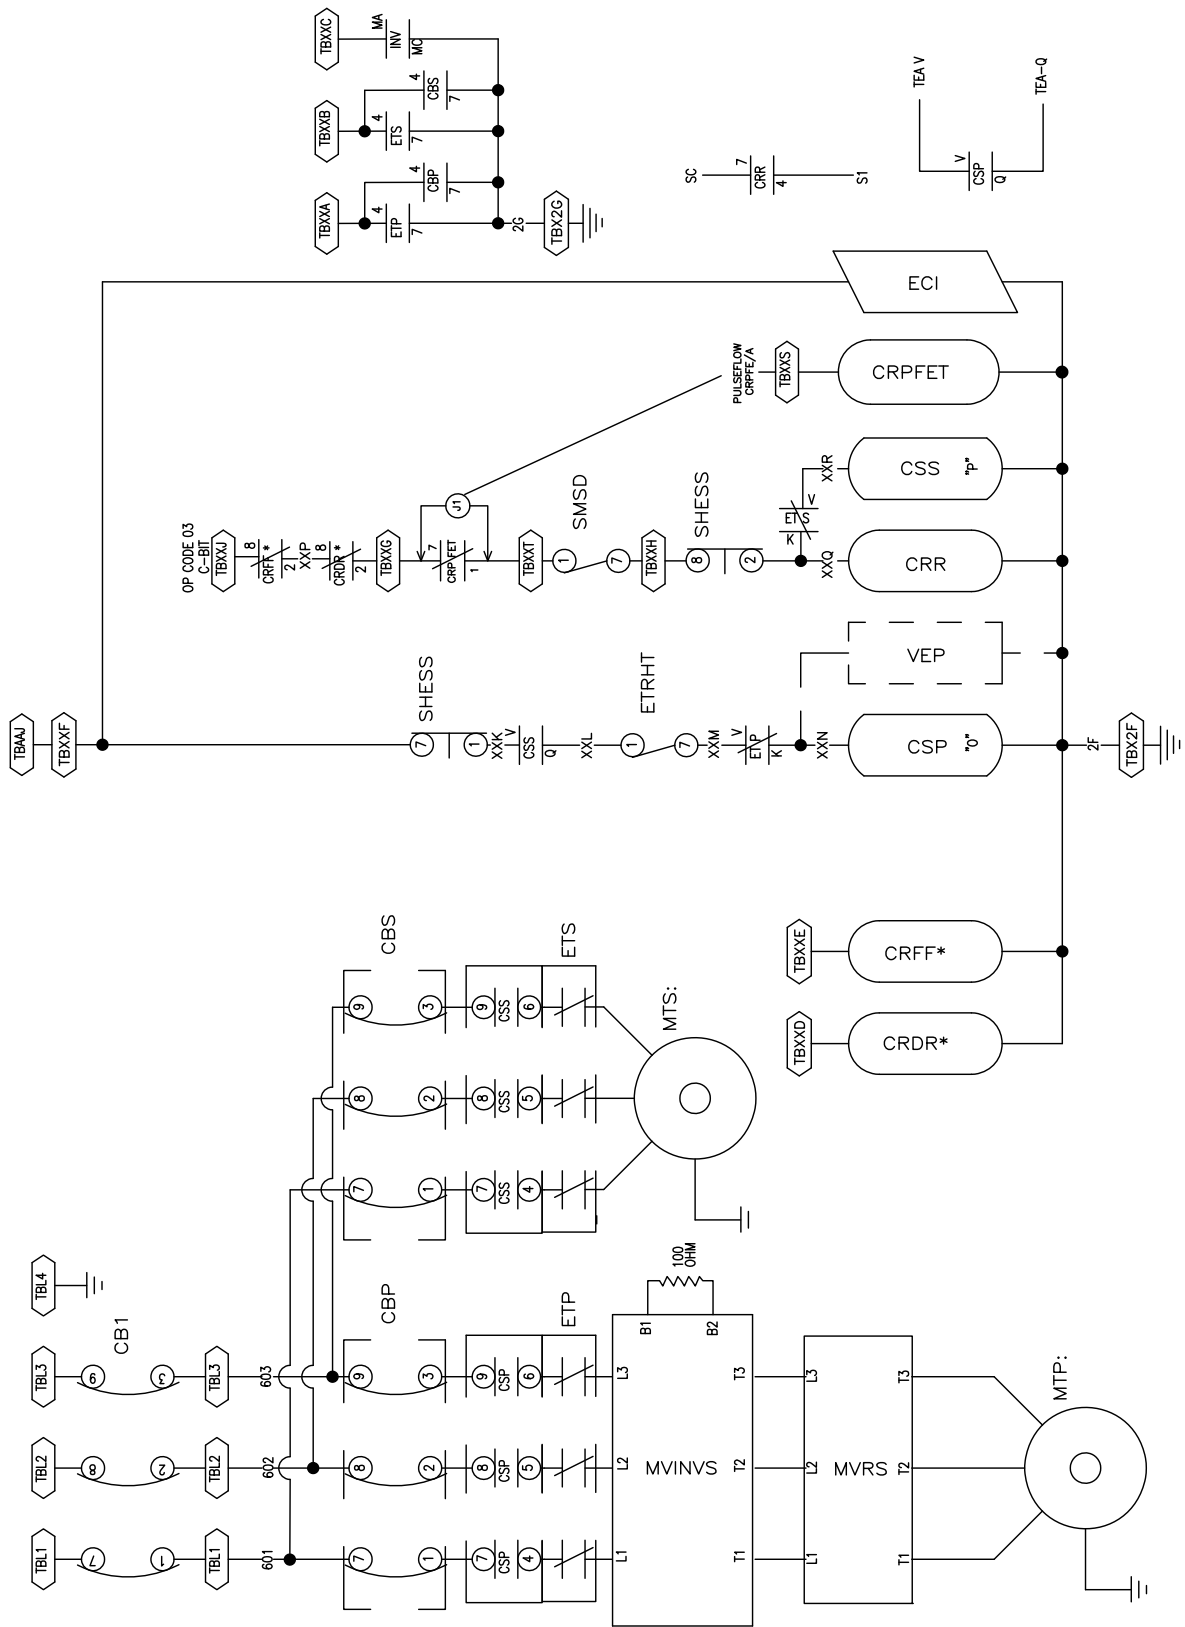 TBXXC
MA
INV
MC
TBXXB
4
CBS
7
4
ETS
7
TBXXA
4
CBP
7
4
ETP
7
2G
TBX2G
SC
7
CRR
4
S1
TEA V
V
CSP
Q
TEA-Q
ECI
PULSEFLOW
CRPFE/A
TBXXS
CRPFET
OP CODE 03
C-BIT
TBXXJ
8
CRFF *
2
XXP
8
CRDR *
2
TBXXG
7
CRPFET
1
J1
TBXXT
SMSD
1
7
TBXXH
SHESS
8
2
K
ETS
V
XXR
CSS
"P"
XXQ
CRR
TBAAJ
TBXXF
SHESS
7
1
XXK
V
CSS
Q
XXL
ETRHT
1
7
XXM
V
ETP
K
XXN
CSP
"O"
VEP
2F
TBX2F
TBXXE
CRFF*
TBXXD
CRDR*
CBS
9
3
8
2
7
1
ETS
9
CSS
6
8
CSS
5
7
CSS
4
MTS:
TBL4
CB1
TBL3
9
3
TBL3
603
TBL2
8
2
TBL2
602
TBL1
7
1
TBL1
601
CBP
9
3
8
2
7
1
ETP
9
CSP
6
8
CSP
5
7
CSP
4
100
OHM
B1
B2
L3
L2
L1
MVINVS
T3
T2
T1
L3
L2
L1
MVRS
T3
T2
T1
MTP: